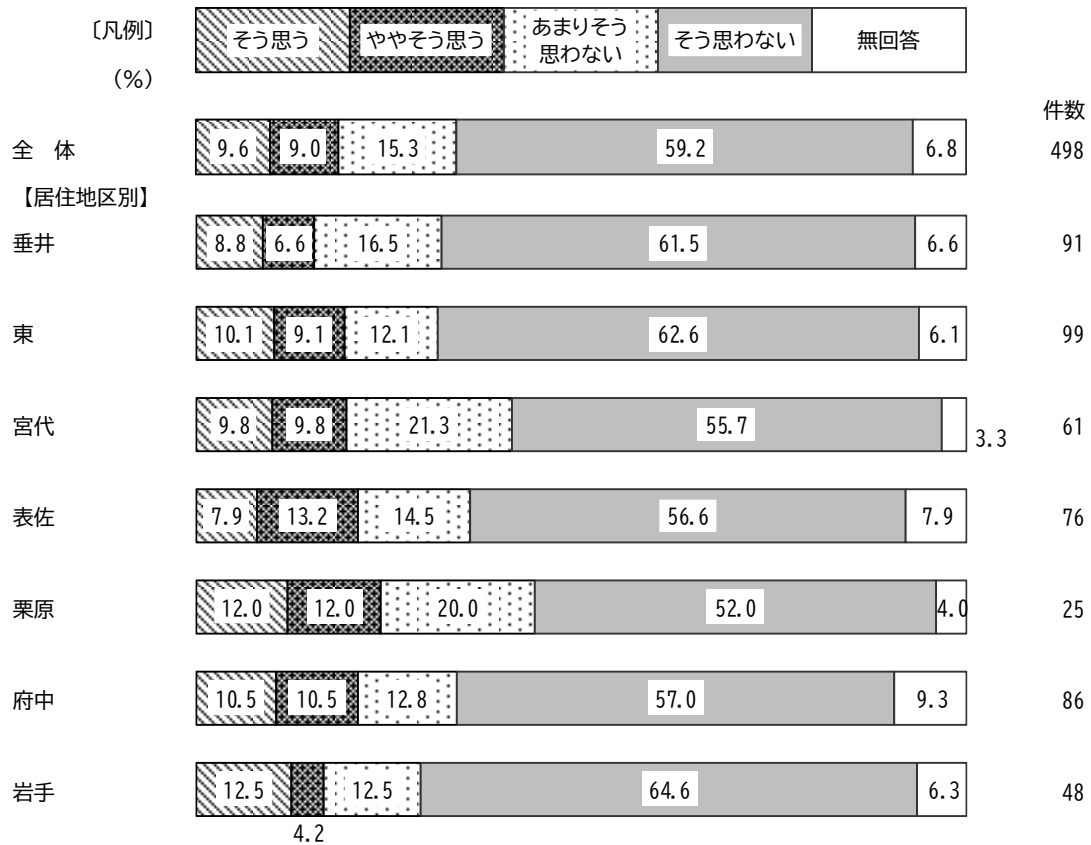 〔凡例〕 そう思う ややそう思う あまりそう思わない そう思わない 無回答
(%)
件数
全 体 9.6 9.0 15.3 59.2 6.8 498
【居住地区別】
垂井 8.8 6.6 16.5 61.5 6.6 91
東 10.1 9.1 12.1 62.6 6.1 99
宮代 9.8 9.8 21.3 55.7 3.3 61
表佐 7.9 13.2 14.5 56.6 7.9 76
栗原 12.0 12.0 20.0 52.0 4.0 25
府中 10.5 10.5 12.8 57.0 9.3 86
岩手 12.5 12.5 64.6 6.3 48
4.2